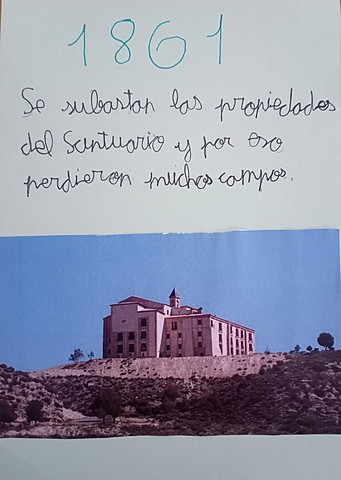 1861
Se subastan las propiedades
del Santuario y por eso
perdieron muchos campos.